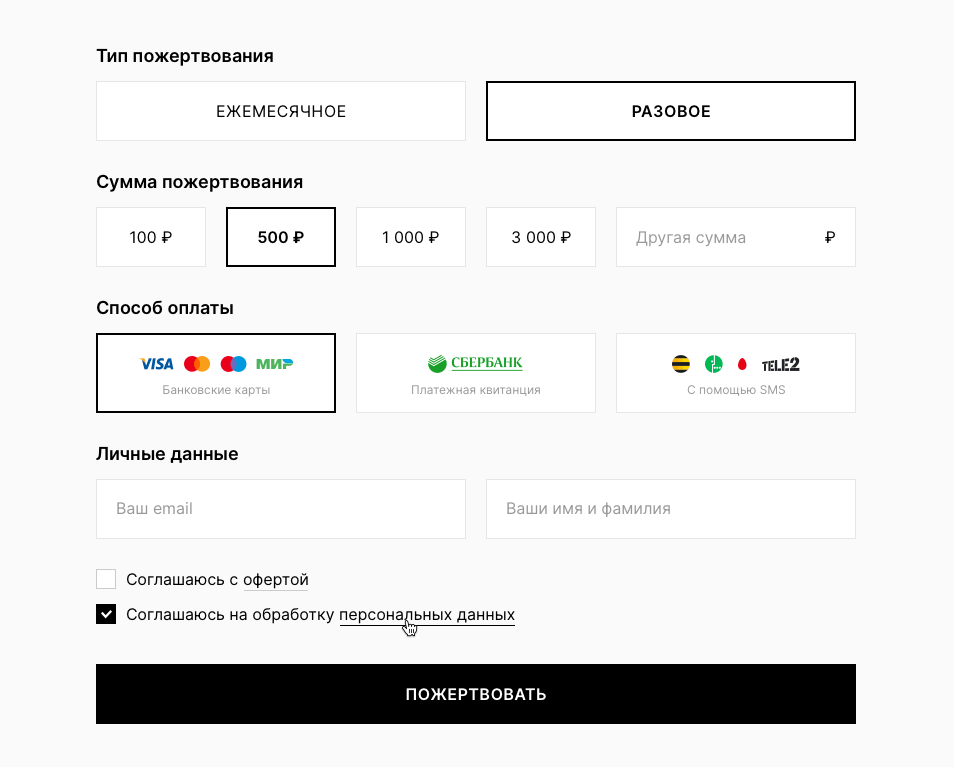 Тип пожертвования
ЕЖЕМЕСЯЧНОЕ РАЗОВОЕ
Сумма пожертвования
100 ₽ 500 ₽ 1 000 ₽ 3 000 ₽ Другая сумма ₽
Способ оплаты
VISA МИР СБЕРБАНК TELE2
Банковские карты Платежная квитанция С помощью SMS
Личные данные
Ваш email Ваши имя и фамилия
Соглашаюсь с офертой
Соглашаюсь на обработку персональных данных
ПОЖЕРТВОВАТЬ